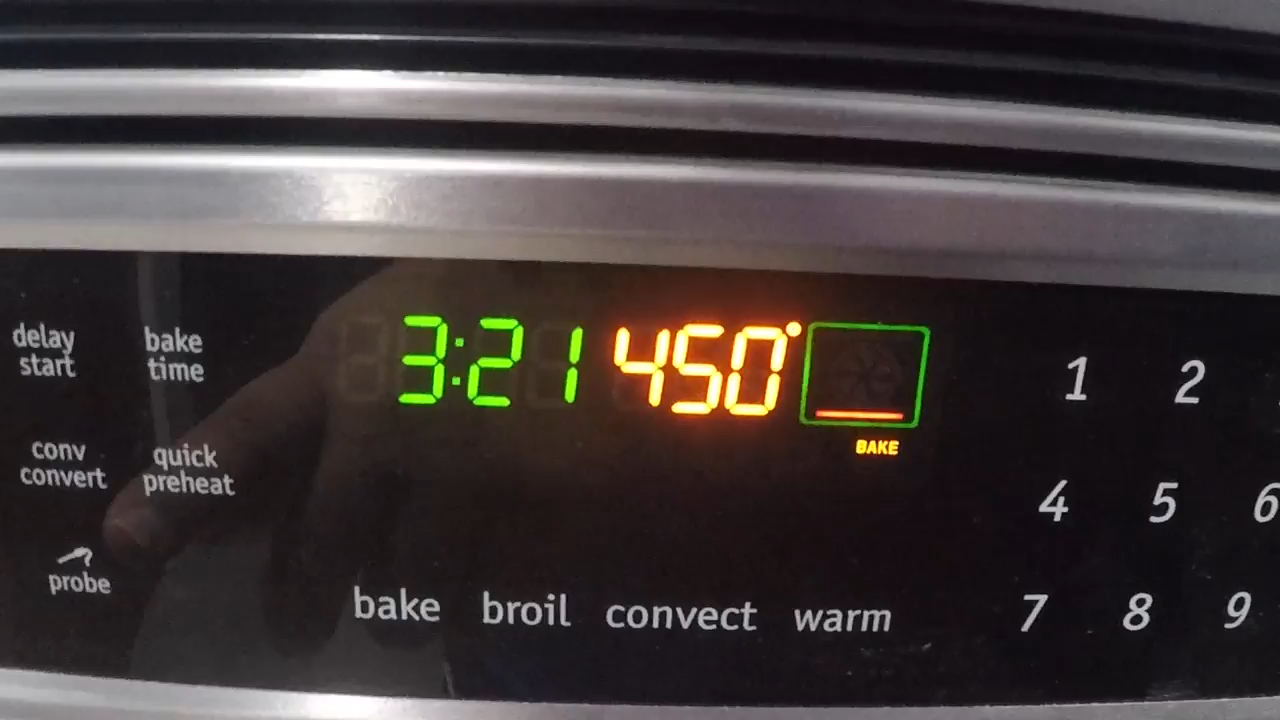 delay
start
bake
time
3:21 450°
BAKE
1 2
conv
convert
quick
preheat
4 5 6
probe
bake broil convect warm
7 8 9